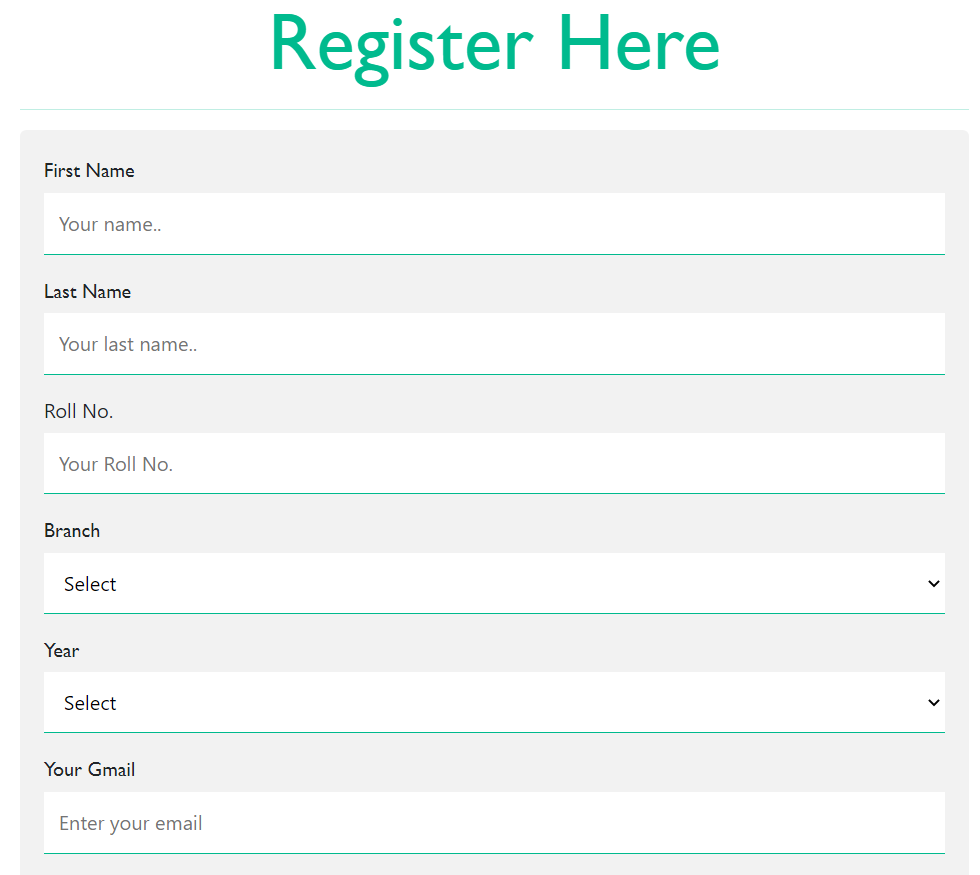 Register Here
First Name
Your name..
Last Name
Your last name..
Roll No.
Your Roll No.
Branch
Select
Year
Select
Your Gmail
Enter your email